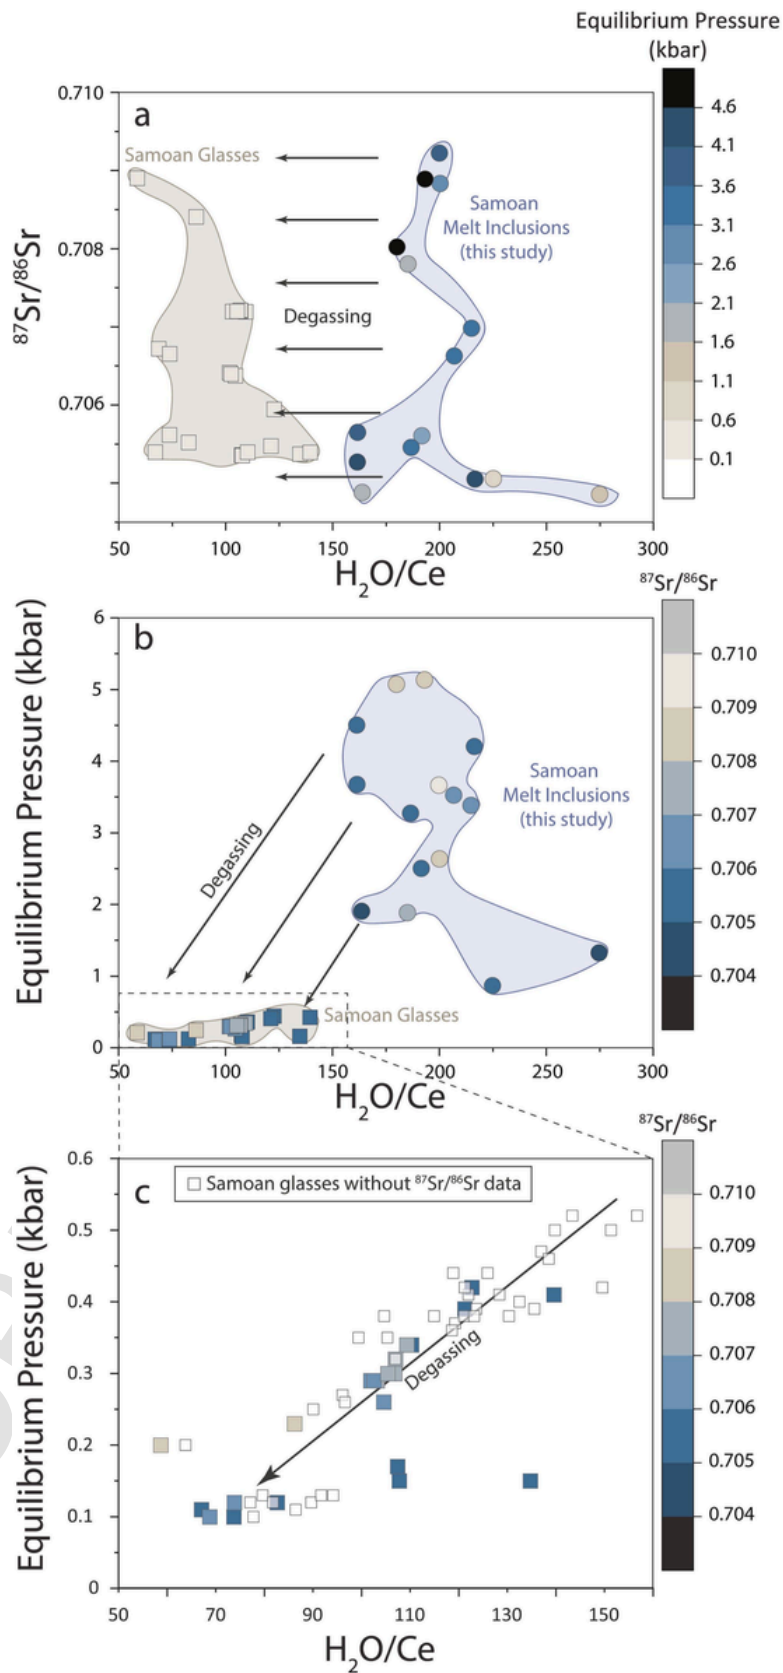 Equilibrium Pressure
(kbar)
a
Samoan Glasses
Samoan
Melt Inclusions
(this study)
Degassing
⁸⁷Sr/⁸⁶Sr
0.710
0.708
0.706
50
100
150
200
250
300
H₂O/Ce
4.6
4.1
3.6
3.1
2.6
2.1
1.6
1.1
0.6
0.1
b
Equilibrium Pressure (kbar)
6
5
4
3
2
1
0
Degassing
Samoan
Melt Inclusions
(this study)
Samoan Glasses
50
100
150
200
250
300
H₂O/Ce
⁸⁷Sr/⁸⁶Sr
0.710
0.709
0.708
0.707
0.706
0.705
0.704
c
Samoan glasses without ⁸⁷Sr/⁸⁶Sr data
Equilibrium Pressure (kbar)
0.6
0.5
0.4
0.3
0.2
0.1
0
Degassing
50
70
90
110
130
150
H₂O/Ce
⁸⁷Sr/⁸⁶Sr
0.710
0.709
0.708
0.707
0.706
0.705
0.704